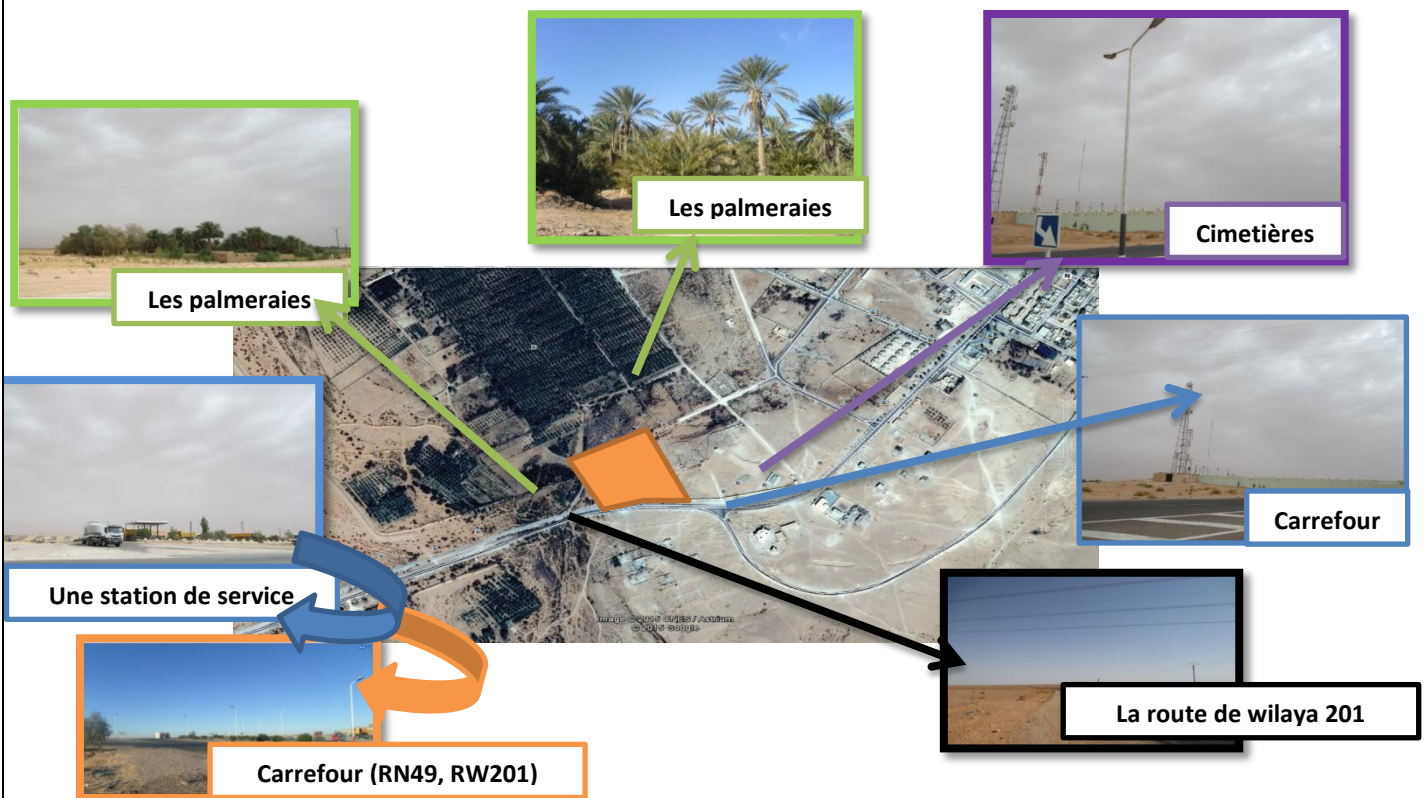 Les palmeraies
Cimetières
Les palmeraies
Carrefour
Une station de service
Image © 2015 CNES / Astrium
© 2015 Google
La route de wilaya 201
Carrefour (RN49, RW201)